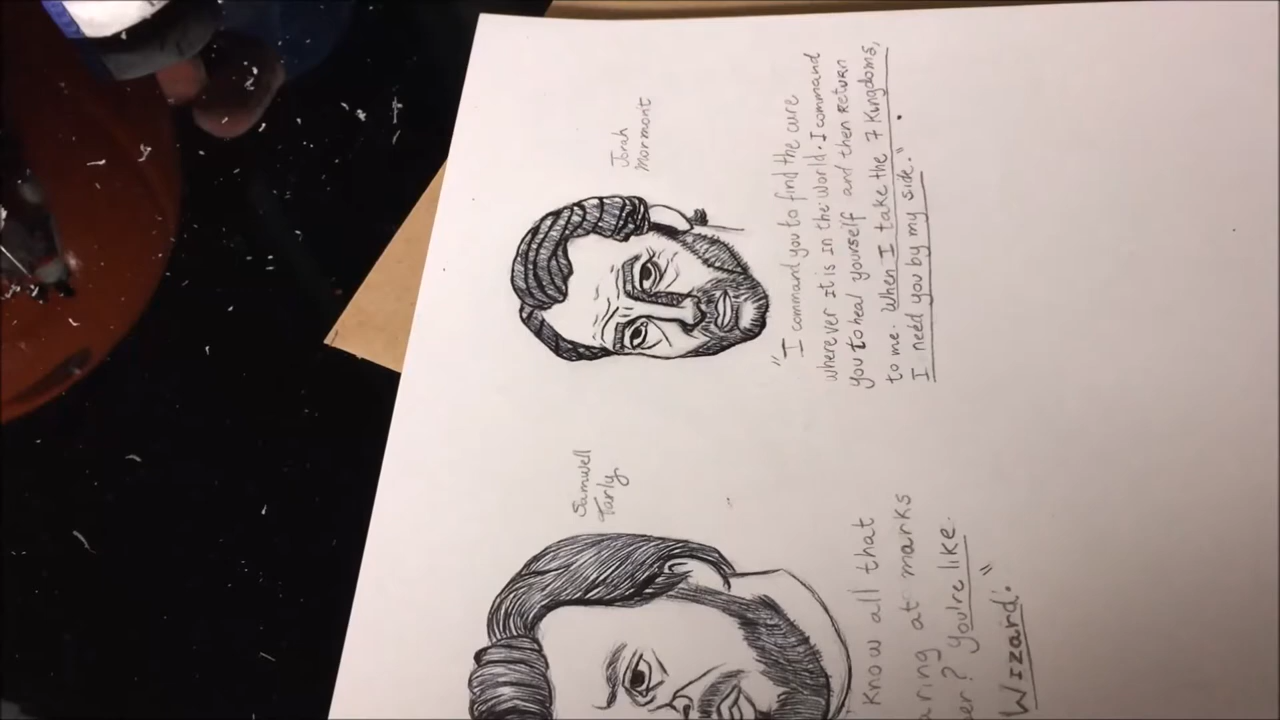 Samwell
Tarly
Know all that
aring at marks
er? You're like
Wizard."
Jorah
Mormont
"I command you to find the cure
wherever it is in the World. I command
you to heal yourself and then Return
to me. When I take the 7 Kingdoms,
I need you by my side."